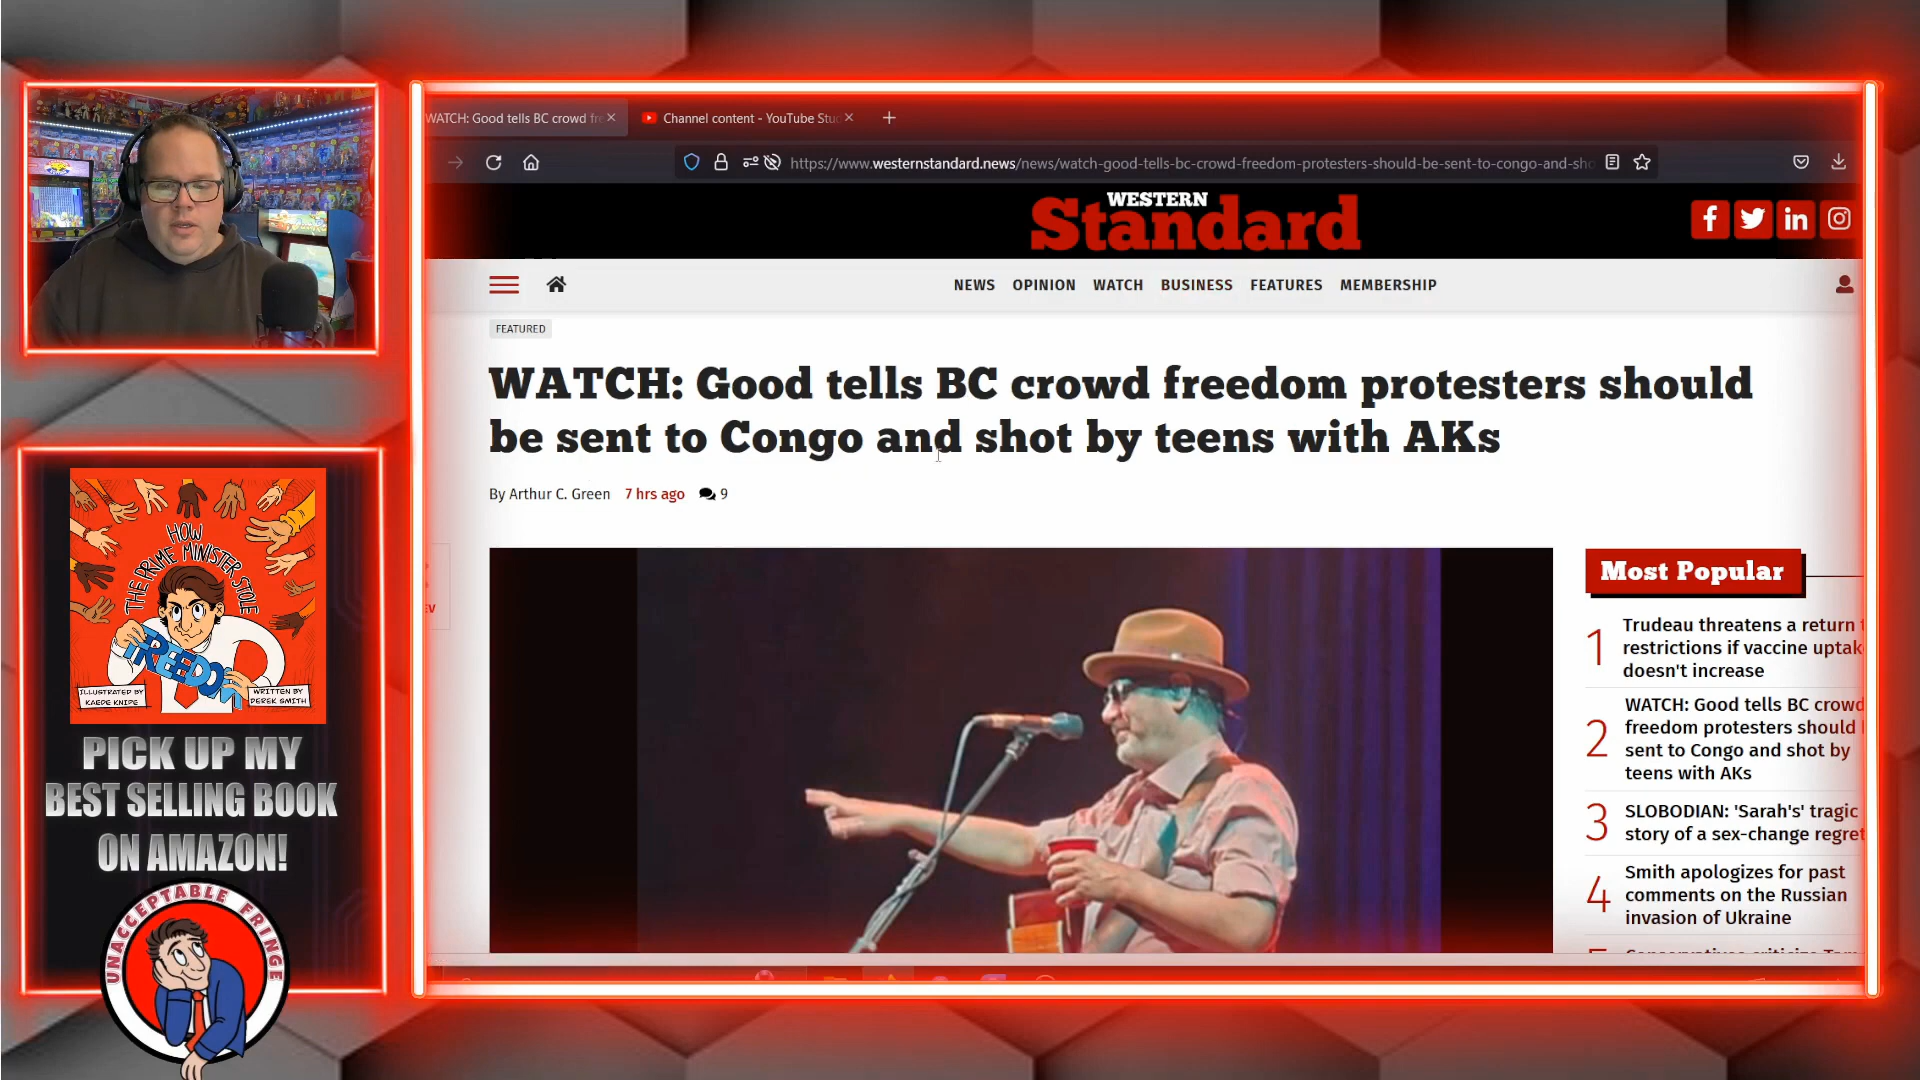 WATCH: Good tells BC crowd fr
Channel content - YouTube Stu
https://www.westernstandard.news/news/watch-good-tells-bc-crowd-freedom-protesters-should-be-sent-to-congo-and-sho
WESTERN
Standard
NEWS OPINION WATCH BUSINESS FEATURES MEMBERSHIP
FEATURED
WATCH: Good tells BC crowd freedom protesters should
be sent to Congo and shot by teens with AKs
By Arthur C. Green 7 hrs ago 9
EV
Most Popular
1
Trudeau threatens a return
restrictions if vaccine uptak
doesn't increase
2
WATCH: Good tells BC crowd
freedom protesters should
sent to Congo and shot by
teens with AKs
3
SLOBODIAN: 'Sarah's' tragic
story of a sex-change regret
4
Smith apologizes for past
comments on the Russian
invasion of Ukraine
HOW
THE PRIME MINISTER STOLE
FREEDOM
ILLUSTRATED BY
KAEDE KNIPE
WRITTEN BY
DEREK SMITH
PICK UP MY
BEST SELLING BOOK
ON AMAZON!
UNACCEPTABLE FRINGE